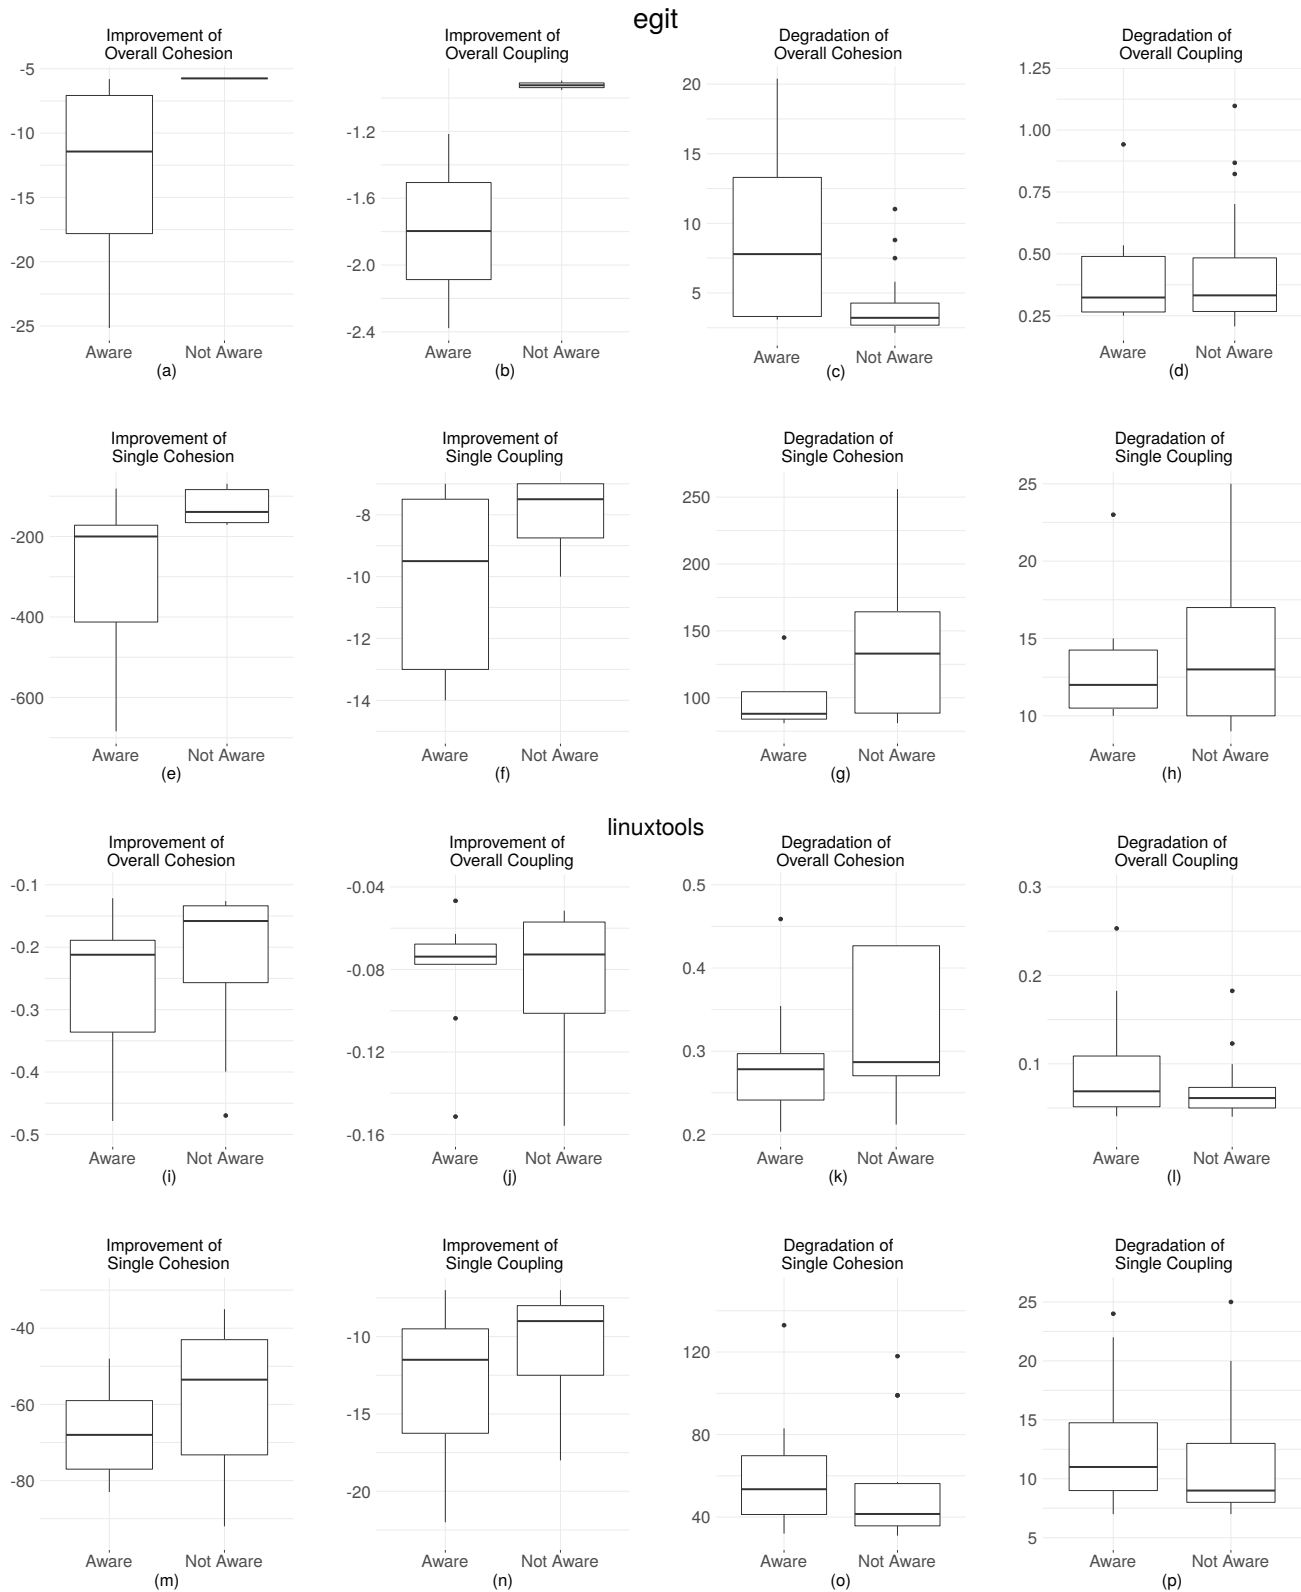 egit
Improvement of
Overall Cohesion
-5
-10
-15
-20
-25
Aware
Not Aware
(a)
Improvement of
Overall Coupling
-1.2
-1.6
-2.0
-2.4
Aware
Not Aware
(b)
Degradation of
Overall Cohesion
20
15
10
5
Aware
Not Aware
(c)
Degradation of
Overall Coupling
1.25
1.00
0.75
0.50
0.25
Aware
Not Aware
(d)
Improvement of
Single Cohesion
-200
-400
-600
Aware
Not Aware
(e)
Improvement of
Single Coupling
-8
-10
-12
-14
Aware
Not Aware
(f)
Degradation of
Single Cohesion
250
200
150
100
Aware
Not Aware
(g)
Degradation of
Single Coupling
25
20
15
10
Aware
Not Aware
(h)
linuxtools
Improvement of
Overall Cohesion
-0.1
-0.2
-0.3
-0.4
-0.5
Aware
Not Aware
(i)
Improvement of
Overall Coupling
-0.04
-0.08
-0.12
-0.16
Aware
Not Aware
(j)
Degradation of
Overall Cohesion
0.5
0.4
0.3
0.2
Aware
Not Aware
(k)
Degradation of
Overall Coupling
0.3
0.2
0.1
Aware
Not Aware
(l)
Improvement of
Single Cohesion
-40
-60
-80
Aware
Not Aware
(m)
Improvement of
Single Coupling
-10
-15
-20
Aware
Not Aware
(n)
Degradation of
Single Cohesion
120
80
40
Aware
Not Aware
(o)
Degradation of
Single Coupling
25
20
15
10
5
Aware
Not Aware
(p)